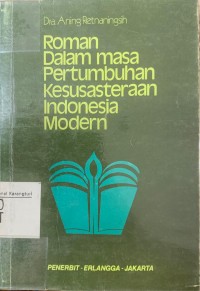 Dra. Aning Retnaningsih
Roman
Dalam masa
Pertumbuhan
Kesusasteraan
Indonesia
Modern
PENERBIT - ERLANGGA - JAKARTA